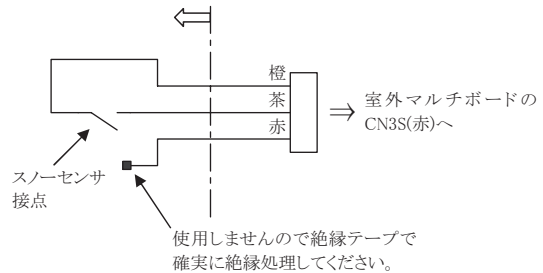 橙
茶
赤
⇒ 室外マルチボードの
CN3S(赤)へ
スノーセンサ
接点
使用しませんので絶縁テープで
確実に絶縁処理してください。